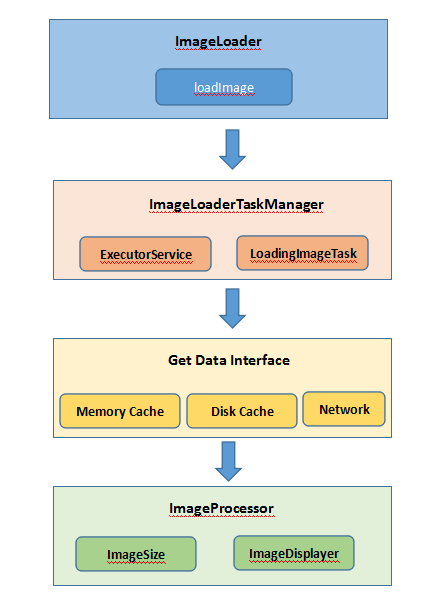 ImageLoader
loadImage
ImageLoaderTaskManager
ExecutorService
LoadingImageTask
Get Data Interface
Memory Cache
Disk Cache
Network
ImageProcessor
ImageSize
ImageDisplayer